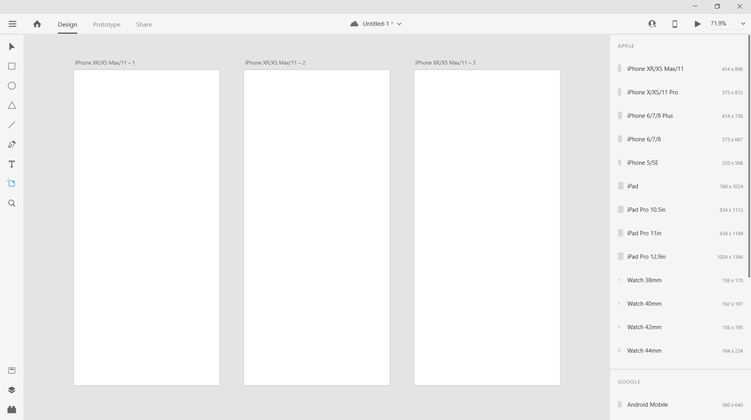 Design Prototype Share Untitled-1 * 71.9%
iPhone XR/XS Max/11 – 1 iPhone XR/XS Max/11 – 2 iPhone XR/XS Max/11 – 3
T
APPLE
iPhone XR/XS Max/11 414 x 896
iPhone X/XS/11 Pro 375 x 812
iPhone 6/7/8 Plus 414 x 736
iPhone 6/7/8 375 x 667
iPhone 5/SE 320 x 568
iPad 768 x 1024
iPad Pro 10.5in 834 x 1112
iPad Pro 11in 834 x 1194
iPad Pro 12.9in 1024 x 1366
Watch 38mm 136 x 170
Watch 40mm 162 x 197
Watch 42mm 156 x 195
Watch 44mm 184 x 224
GOOGLE
Android Mobile 360 x 640